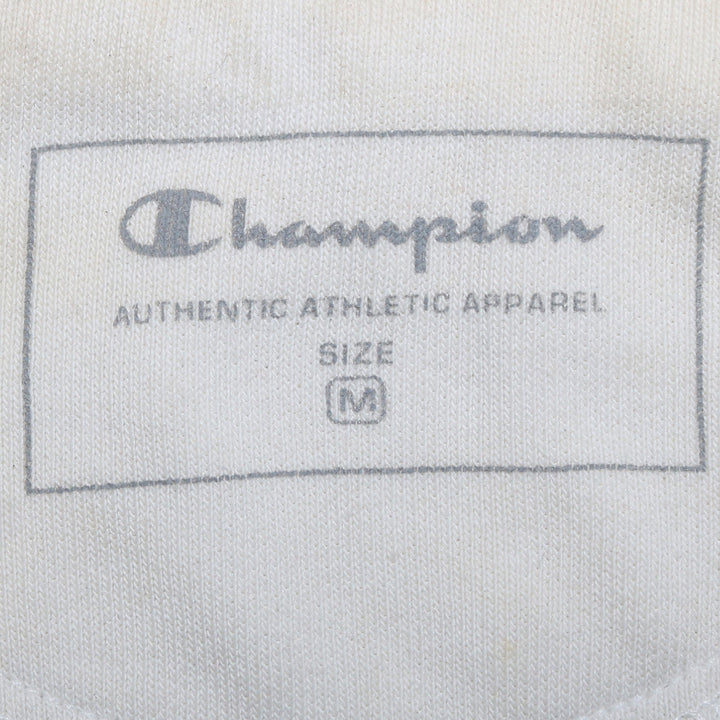 Champion
AUTHENTIC ATHLETIC APPAREL
SIZE
M